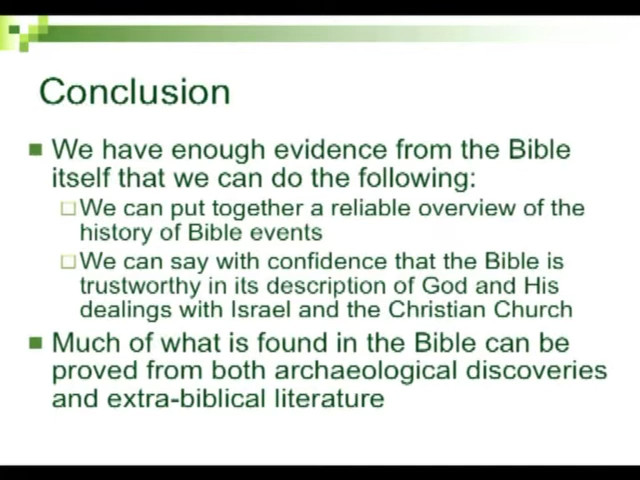 Conclusion
We have enough evidence from the Bible
itself that we can do the following:
We can put together a reliable overview of the
history of Bible events
We can say with confidence that the Bible is
trustworthy in its description of God and His
dealings with Israel and the Christian Church
Much of what is found in the Bible can be
proved from both archaeological discoveries
and extra-biblical literature